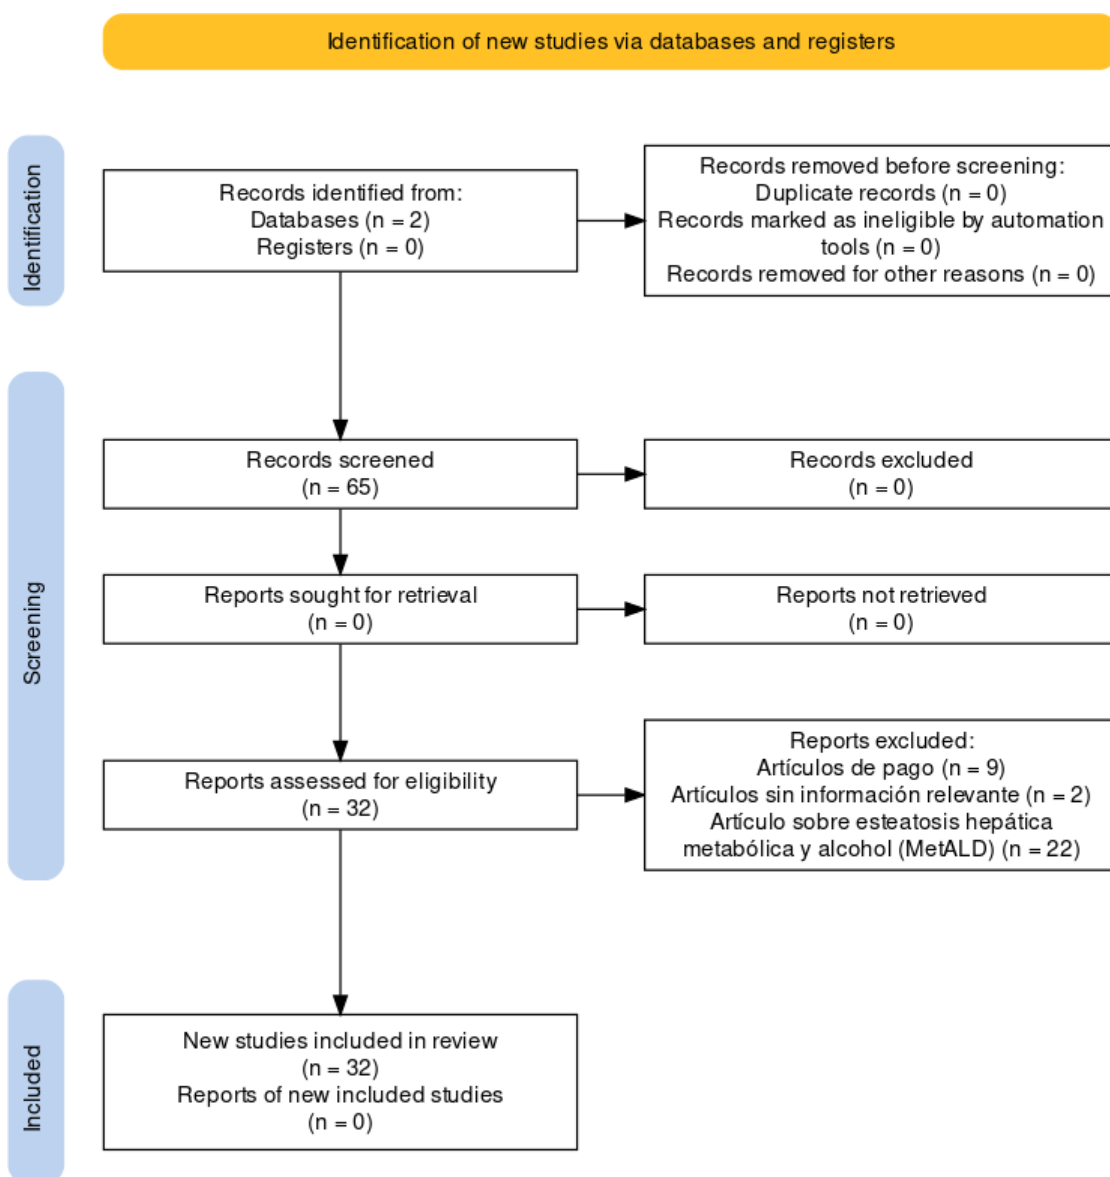 Identification of new studies via databases and registers
Identification
Records identified from:
Databases (n = 2)
Registers (n = 0)
Records removed before screening:
Duplicate records (n = 0)
Records marked as ineligible by automation
tools (n = 0)
Records removed for other reasons (n = 0)
Screening
Records screened
(n = 65)
Records excluded
(n = 0)
Reports sought for retrieval
(n = 0)
Reports not retrieved
(n = 0)
Reports assessed for eligibility
(n = 32)
Reports excluded:
Artículos de pago (n = 9)
Artículos sin información relevante (n = 2)
Artículo sobre esteatosis hepática
metabólica y alcohol (MetALD) (n = 22)
Included
New studies included in review
(n = 32)
Reports of new included studies
(n = 0)